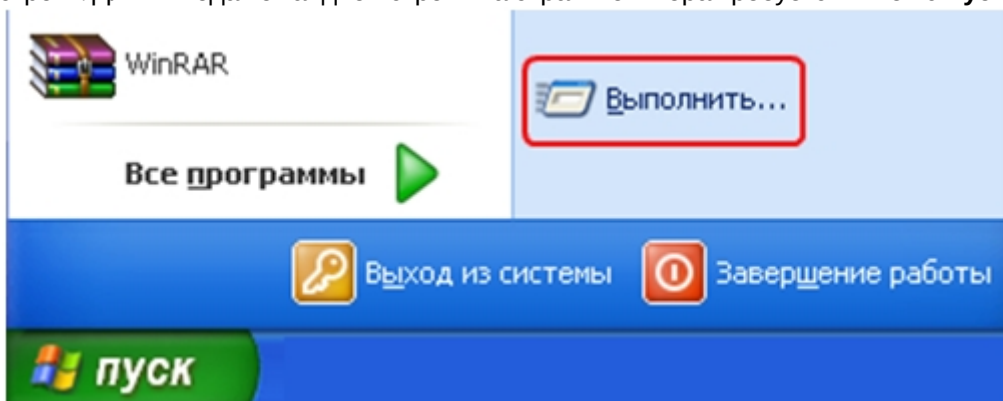 WinRAR
Выполнить...
Все программы
Выход из системы
Завершение работы
пуск